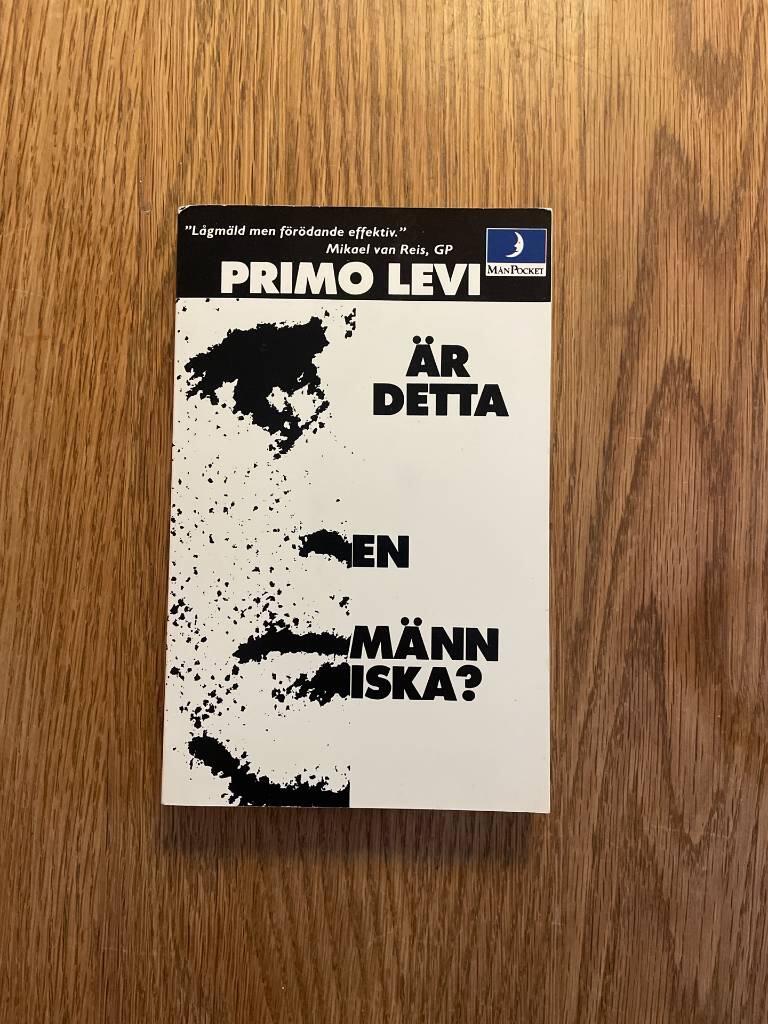 "Lågmäld men förödande effektiv."
Mikael van Reis, GP
PRIMO LEVI
MÅNPOCKET
ÄR
DETTA
EN
MÄNN
ISKA?